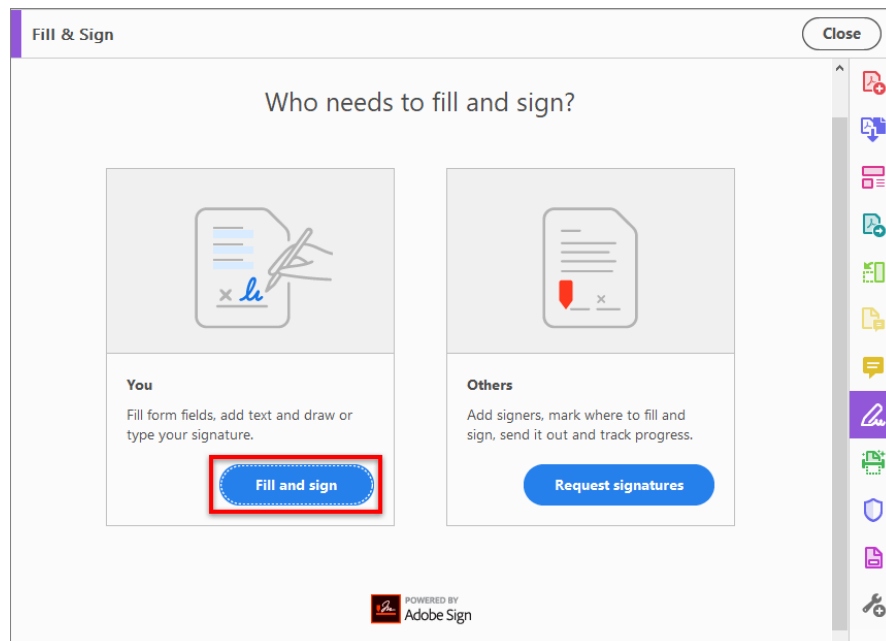 Fill & Sign
Close
Who needs to fill and sign?
You
Fill form fields, add text and draw or
type your signature.
Fill and sign
Others
Add signers, mark where to fill and
sign, send it out and track progress.
Request signatures
POWERED BY
Adobe Sign